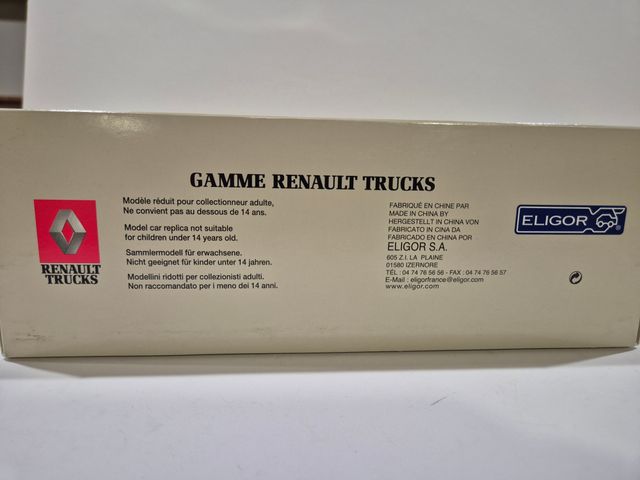 GAMME RENAULT TRUCKS
RENAULT
TRUCKS
Modèle réduit pour collectionneur adulte,
Ne convient pas au dessous de 14 ans.
Model car replica not suitable
for children under 14 years old.
Sammlermodell für erwachsene.
Nicht geeignet für kinder unter 14 jahren.
Modellini ridotti per collezionisti adulti.
Non raccomandato per i meno dei 14 anni.
FABRIQUÉ EN CHINE PAR
MADE IN CHINA BY
HERGESTELLT IN CHINA VON
FABRICATO IN CINA DA
FABRICADO EN CHINA POR
ELIGOR S.A.
605 Z.I. LA PLAINE
01580 IZERNORE
TÉL : 04 74 76 56 56 - FAX : 04 74 76 56 57
E-Mail : eligorfrance@eligor.com
www.eligor.com
ELIGOR®